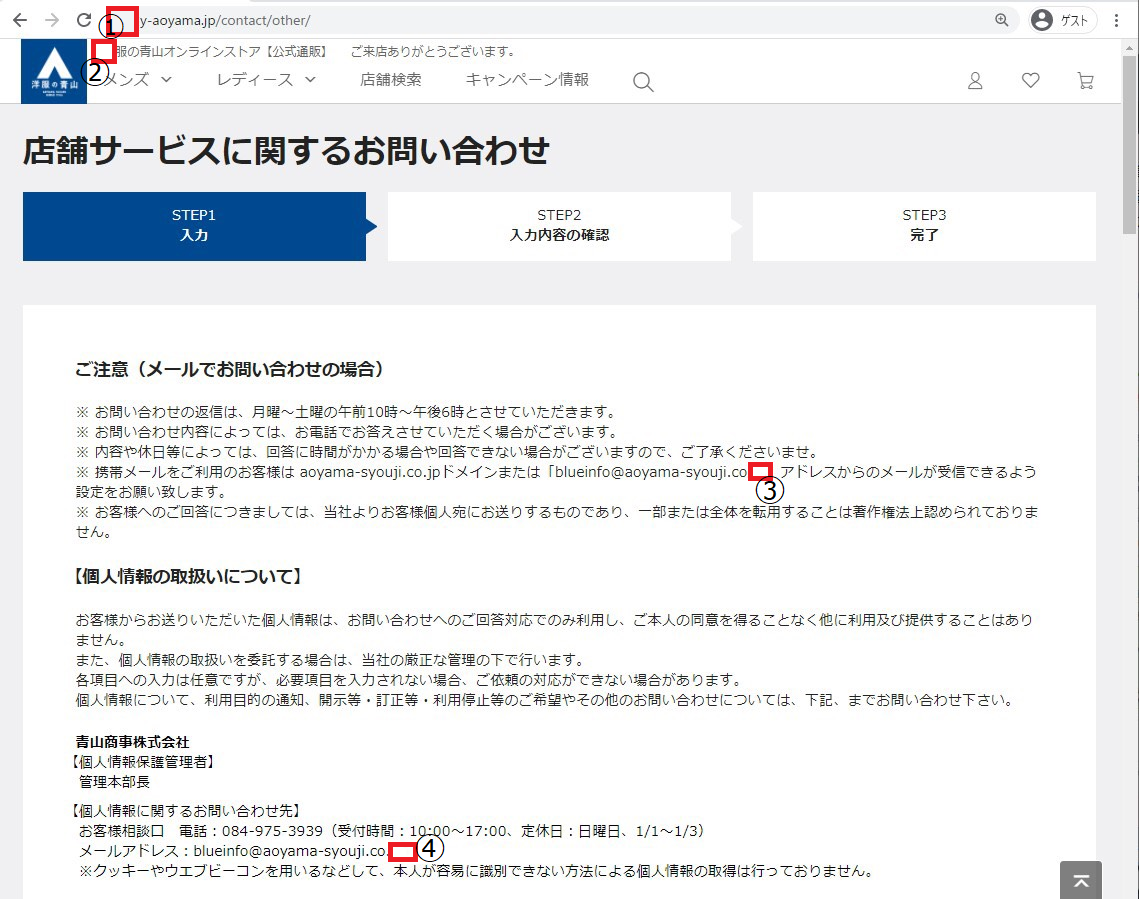 y-aoyama.jp/contact/other/
ゲスト
①
服の青山オンラインストア【公式通販】 ご来店ありがとうございます。
②
洋服の青山
メンズ レディース 店舗検索 キャンペーン情報
店舗サービスに関するお問い合わせ
STEP1
入力
STEP2
入力内容の確認
STEP3
完了
ご注意（メールでお問い合わせの場合）
※ お問い合わせの返信は、月曜～土曜の午前10時～午後6時とさせていただきます。
※ お問い合わせ内容によっては、お電話でお答えさせていただく場合がございます。
※ 内容や休日等によっては、回答に時間がかかる場合や回答できない場合がございますので、ご了承くださいませ。
※ 携帯メールをご利用のお客様は aoyama-syouji.co.jpドメインまたは「blueinfo@aoyama-syouji.co アドレスからのメールが受信できるよう
設定をお願い致します。
③
※ お客様へのご回答につきましては、当社よりお客様個人宛にお送りするものであり、一部または全体を転用することは著作権法上認められておりま
せん。
【個人情報の取扱いについて】
お客様からお送りいただいた個人情報は、お問い合わせへのご回答対応でのみ利用し、ご本人の同意を得ることなく他に利用及び提供することはあり
ません。
また、個人情報の取扱いを委託する場合は、当社の厳正な管理の下で行います。
各項目への入力は任意ですが、必要項目を入力されない場合、ご依頼の対応ができない場合があります。
個人情報について、利用目的の通知、開示等・訂正等・利用停止等のご希望やその他のお問い合わせについては、下記、までお問い合わせ下さい。
青山商事株式会社
【個人情報保護管理者】
管理本部長
【個人情報に関するお問い合わせ先】
お客様相談口 電話：084-975-3939（受付時間：10:00～17:00、定休日：日曜日、1/1～1/3）
メールアドレス：blueinfo@aoyama-syouji.co.
④
※クッキーやウエブビーコンを用いるなどして、本人が容易に識別できない方法による個人情報の取得は行っておりません。